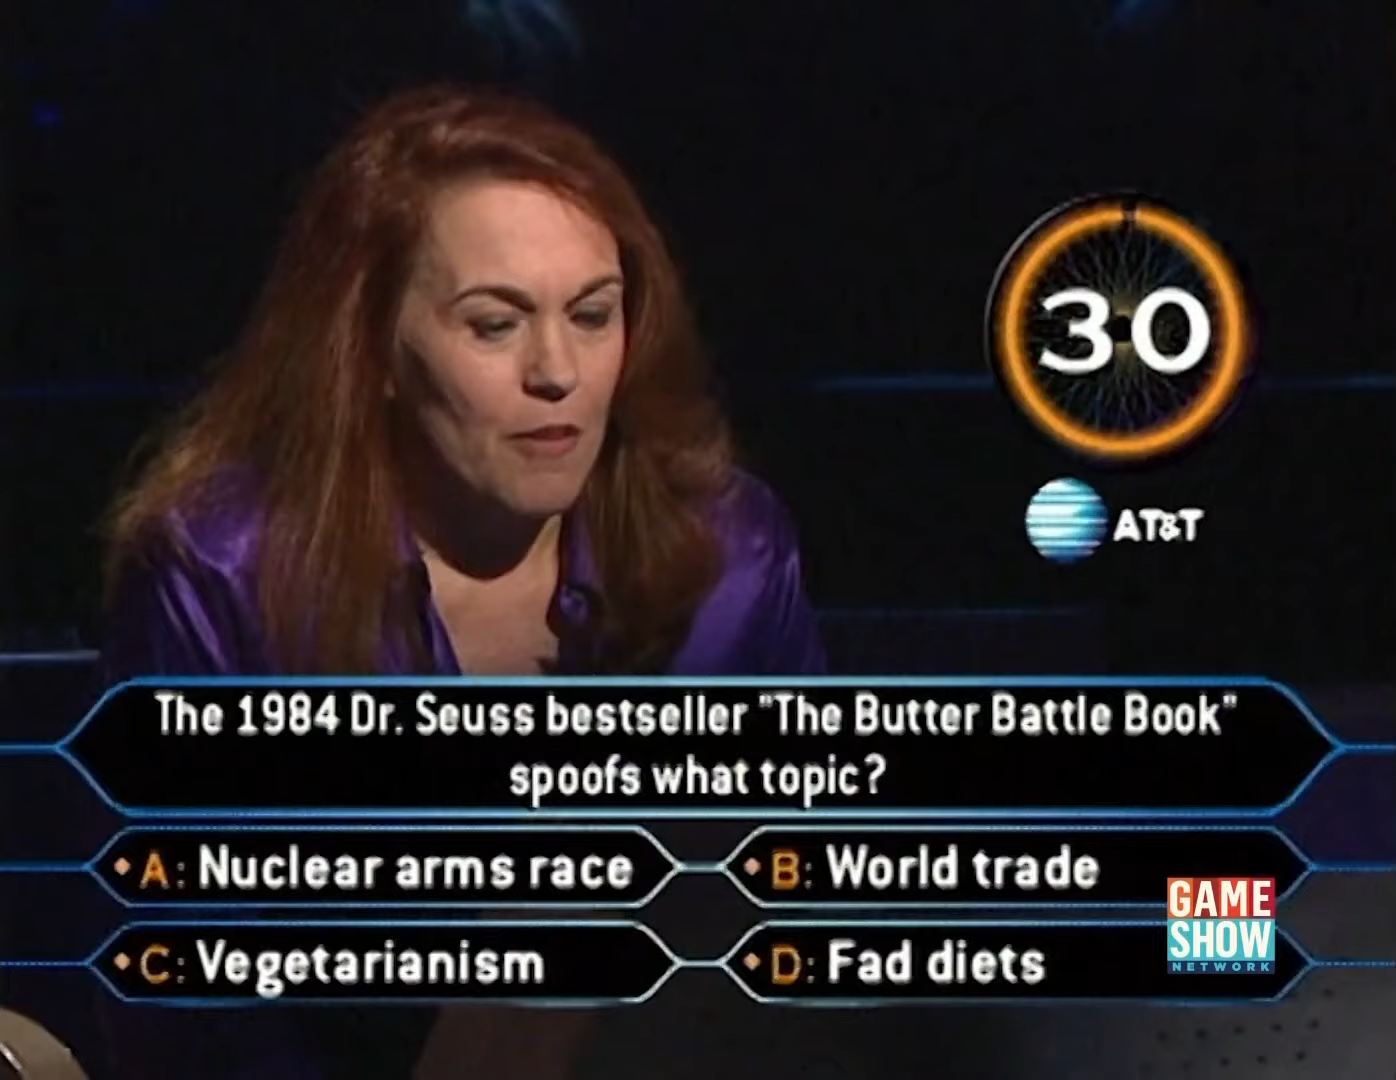 30
AT&T
The 1984 Dr. Seuss bestseller "The Butter Battle Book"
spoofs what topic?
A: Nuclear arms race
B: World trade
C: Vegetarianism
D: Fad diets
GAME
SHOW
NETWORK